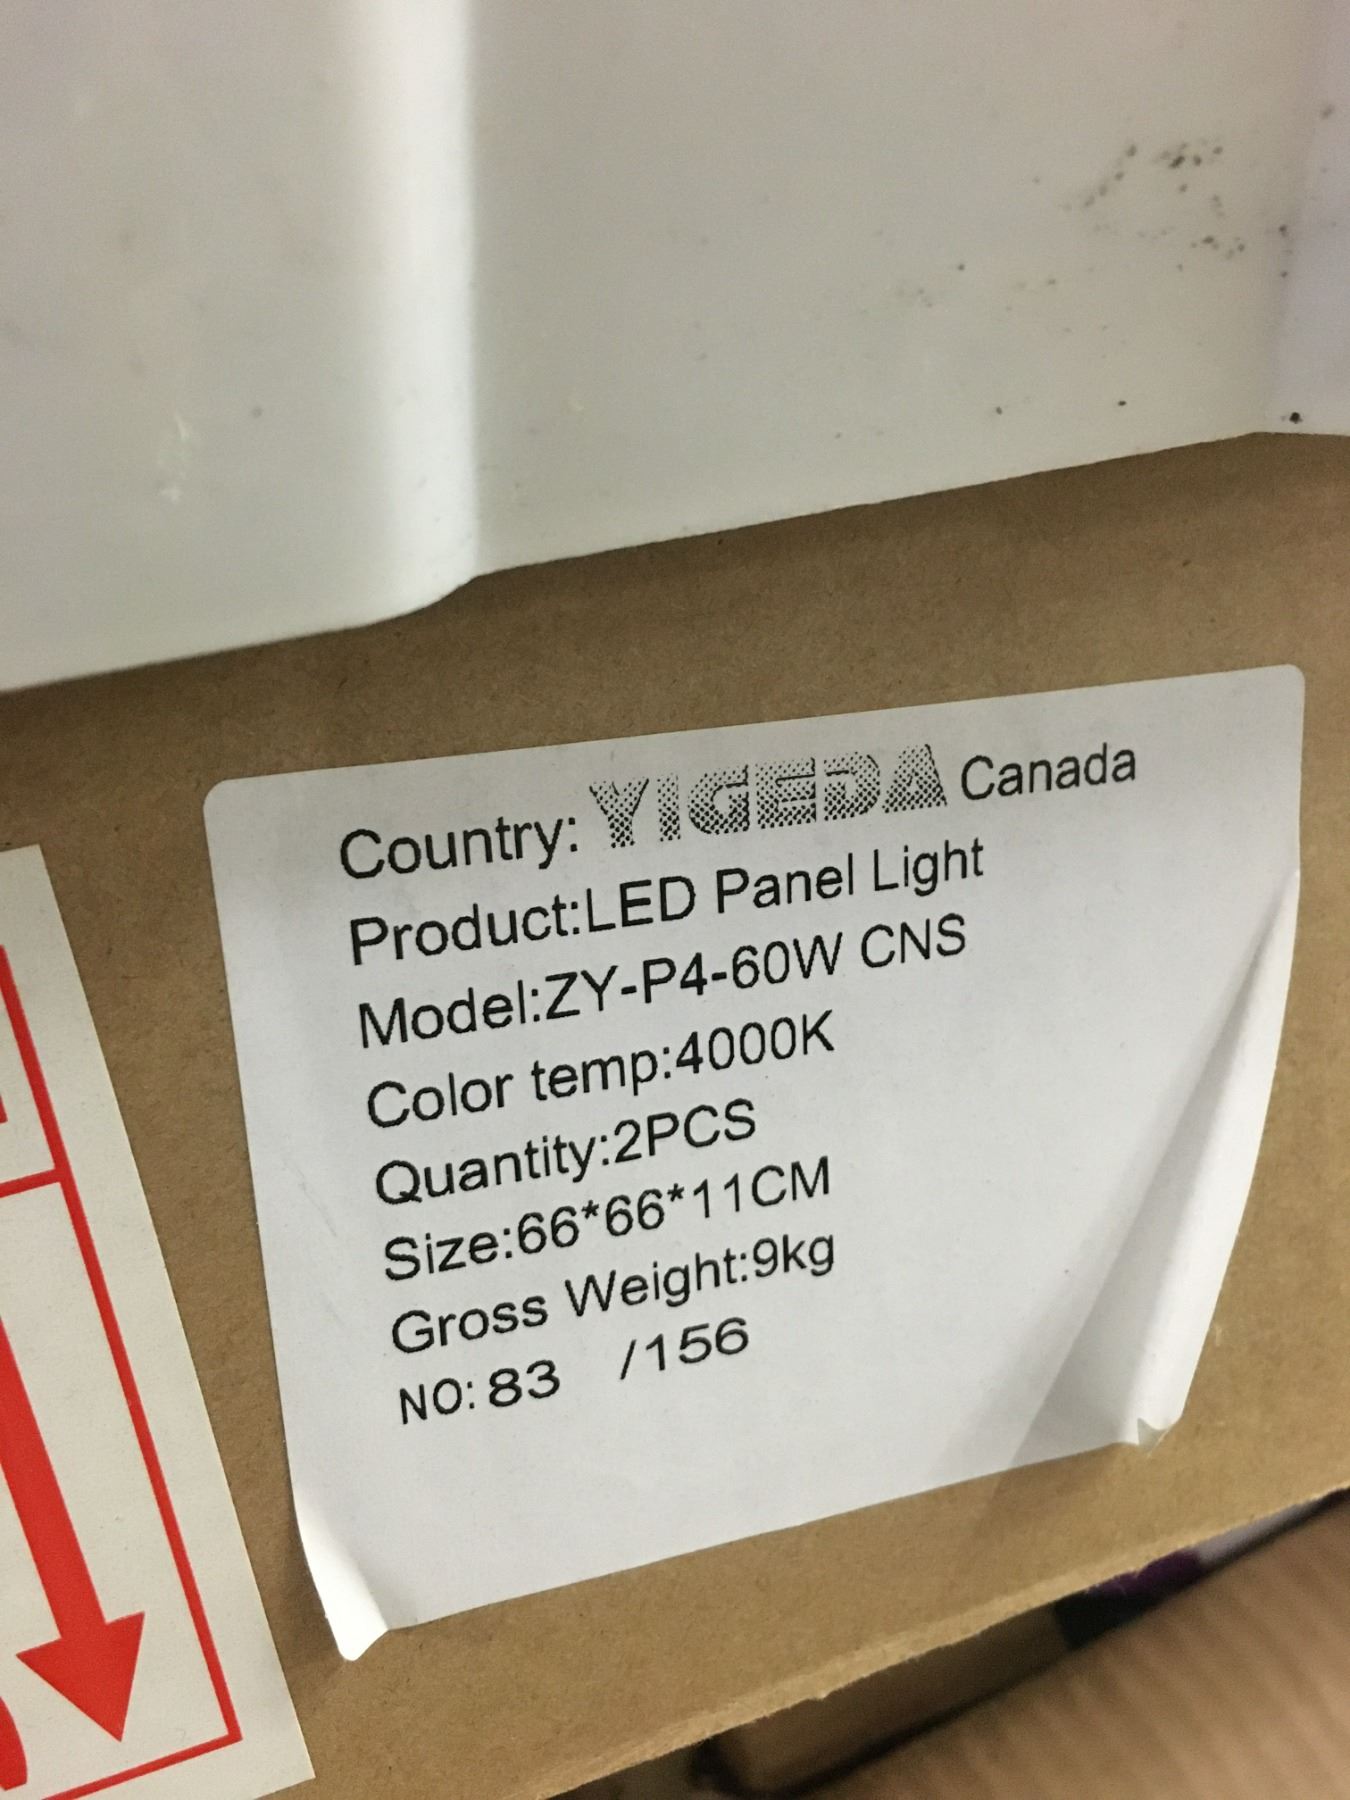 Country: YIGEDA Canada
Product:LED Panel Light
Model:ZY-P4-60W CNS
Color temp:4000K
Quantity:2PCS
Size:66*66*11CM
Gross Weight:9kg
NO: 83 /156